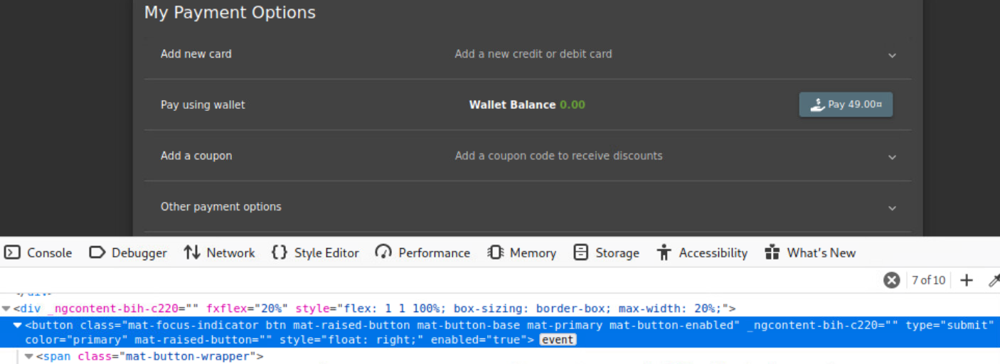 My Payment Options
Add new card Add a new credit or debit card
Pay using wallet Wallet Balance 0.00 Pay 49.00¤
Add a coupon Add a coupon code to receive discounts
Other payment options
Console Debugger Network Style Editor Performance Memory Storage Accessibility What's New
7 of 10
</div>
<div _ngcontent-bih-c220="" fxflex="20%" style="flex: 1 1 100%; box-sizing: border-box; max-width: 20%;">
<button class="mat-focus-indicator btn mat-raised-button mat-button-base mat-primary mat-button-enabled" _ngcontent-bih-c220="" type="submit"
color="primary" mat-raised-button="" style="float: right;" enabled="true"> event
<span class="mat-button-wrapper">